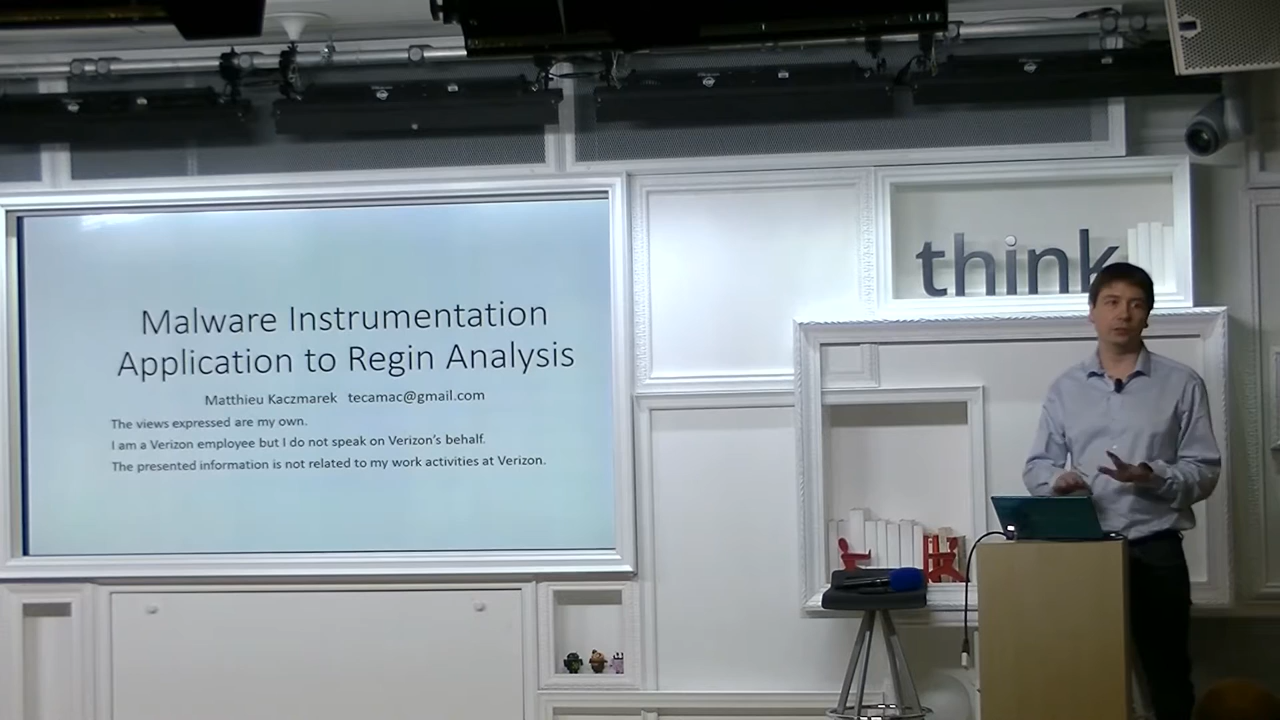 Malware Instrumentation
Application to Regin Analysis
Matthieu Kaczmarek tecamac@gmail.com
The views expressed are my own.
I am a Verizon employee but I do not speak on Verizon's behalf.
The presented information is not related to my work activities at Verizon.
think